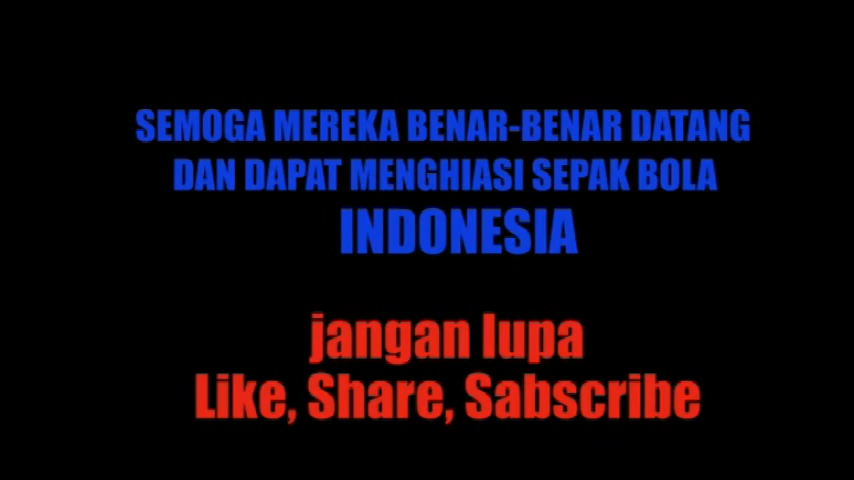 SEMOGA MEREKA BENAR-BENAR DATANG
DAN DAPAT MENGHIASI SEPAK BOLA
INDONESIA
jangan lupa
Like, Share, Sabscribe